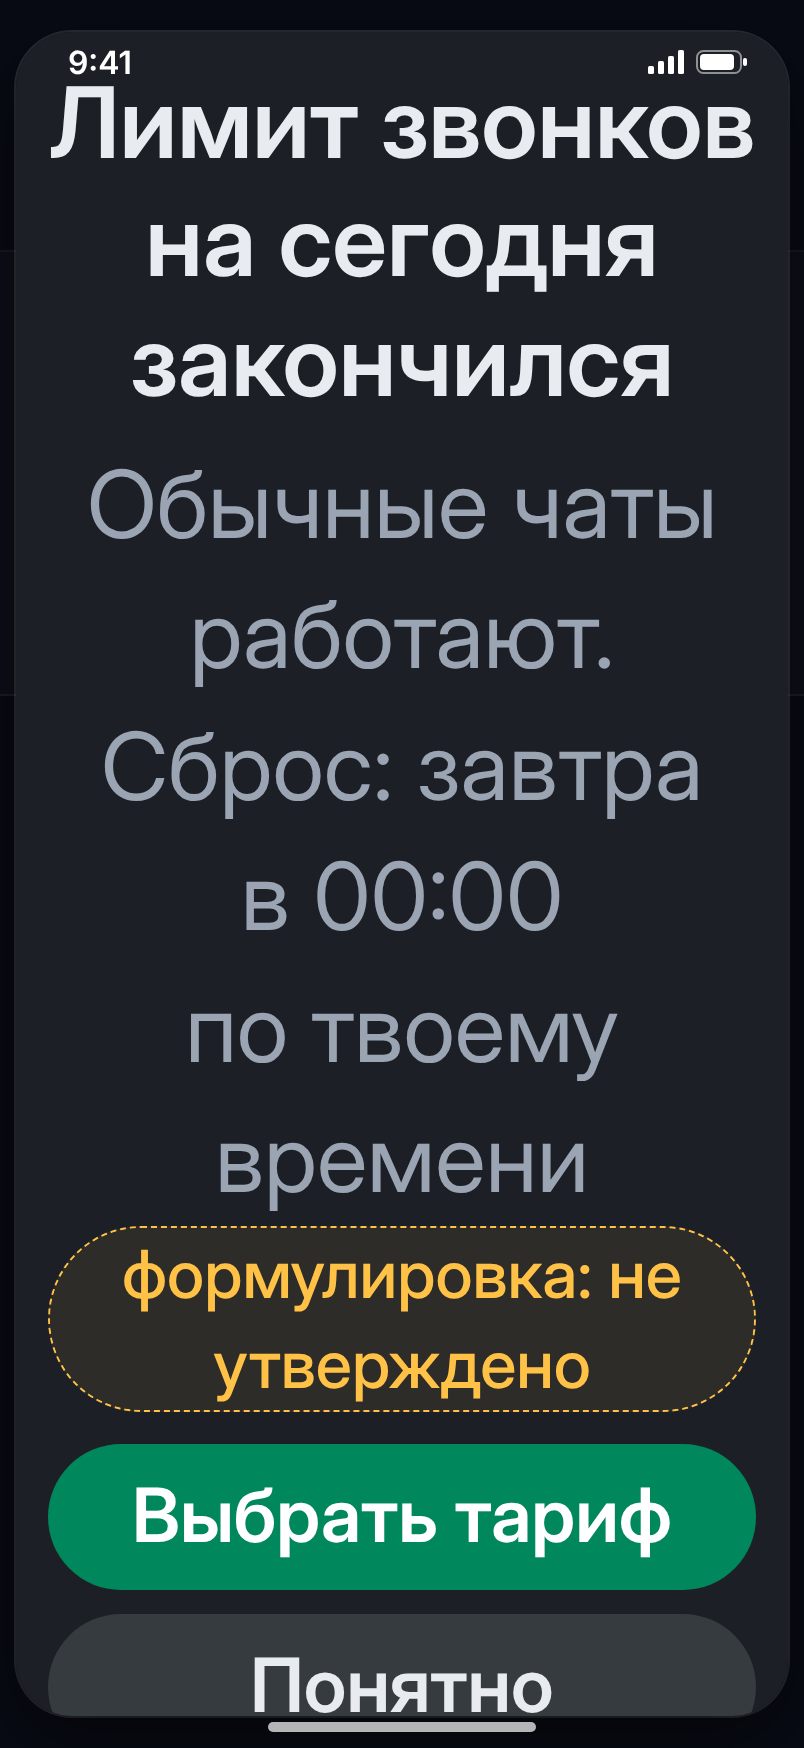 9:41
Лимит звонков
на сегодня
закончился
Обычные чаты
работают.
Сброс: завтра
в 00:00
по твоему
времени
формулировка: не
утверждено
Выбрать тариф
Понятно